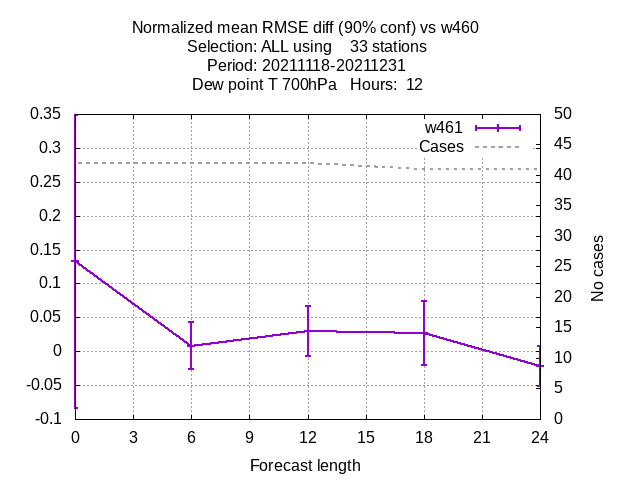 Normalized mean RMSE diff (90% conf) vs w460
Selection: ALL using    33 stations
Period: 20211118-20211231
Dew point T 700hPa   Hours:  12
w461
Cases
0.35
0.3
0.25
0.2
0.15
0.1
0.05
0
-0.05
-0.1
50
45
40
35
30
25
20
15
10
5
0
No cases
0 3 6 9 12 15 18 21 24
Forecast length